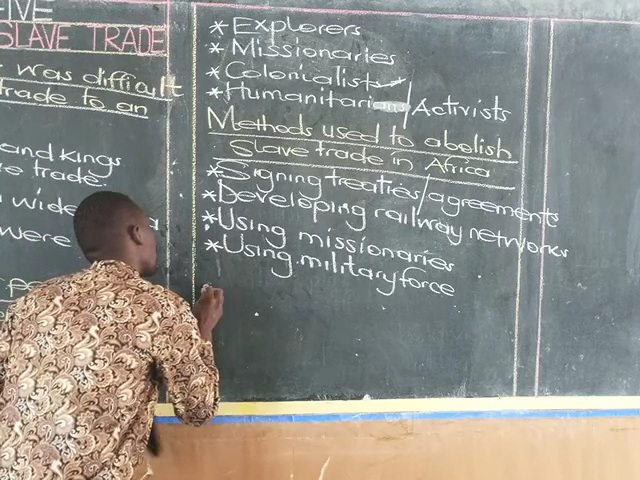 FIVE
SLAVE TRADE
was difficult
trade to an
and kings
trade.
wide
were
* Explorers
* Missionaries
* Colonialists
* Humanitarians/Activists
Methods used to abolish
Slave trade in Africa
* Signing treaties/agreements
* Developing railway networks
* Using missionaries
* Using military force